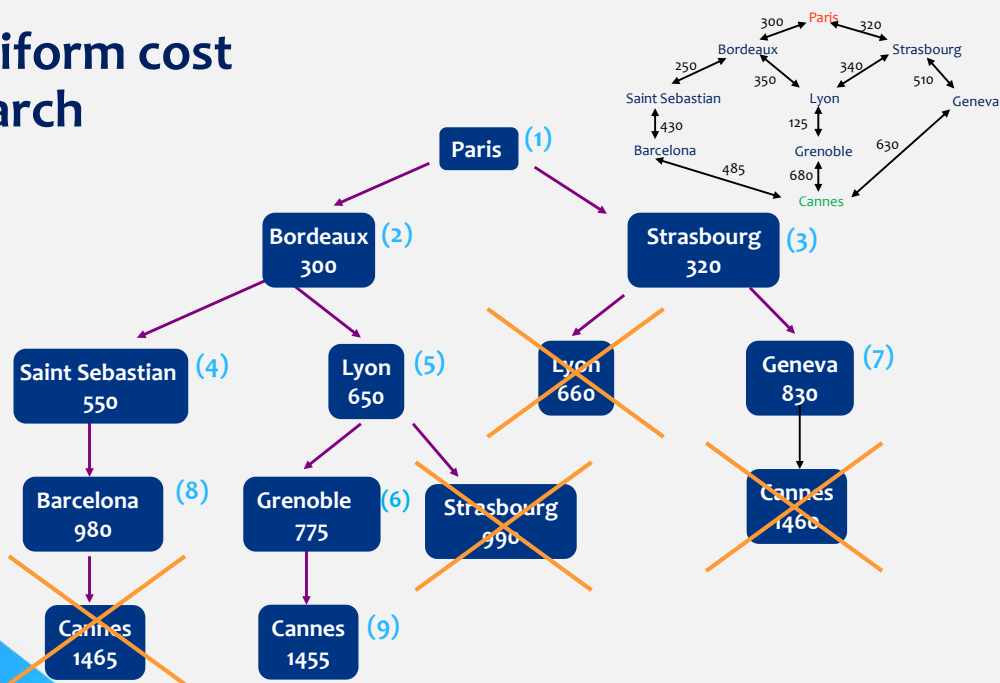 iform cost
arch
Paris
300
320
Bordeaux
Strasbourg
250
350
340
510
Saint Sebastian
Lyon
Geneva
430
125
Barcelona
Grenoble
630
485
680
Cannes
Paris (1)
Bordeaux (2)
300
Strasbourg (3)
320
Saint Sebastian (4)
550
Lyon (5)
650
Lyon
660
Geneva (7)
830
Barcelona (8)
980
Grenoble (6)
775
Strasbourg
990
Cannes
1460
Cannes
1465
Cannes (9)
1455